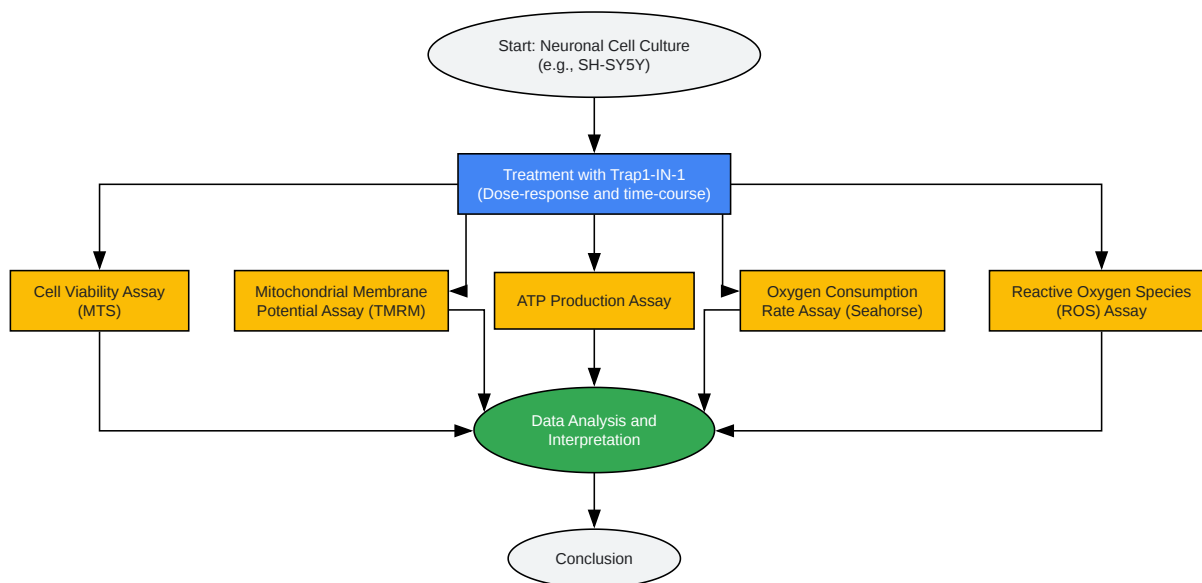 Start: Neuronal Cell Culture
(e.g., SH-SY5Y)
Treatment with Trap1-IN-1
(Dose-response and time-course)
Cell Viability Assay
(MTS)
Mitochondrial Membrane
Potential Assay (TMRM)
ATP Production Assay
Oxygen Consumption
Rate Assay (Seahorse)
Reactive Oxygen Species
(ROS) Assay
Data Analysis and
Interpretation
Conclusion